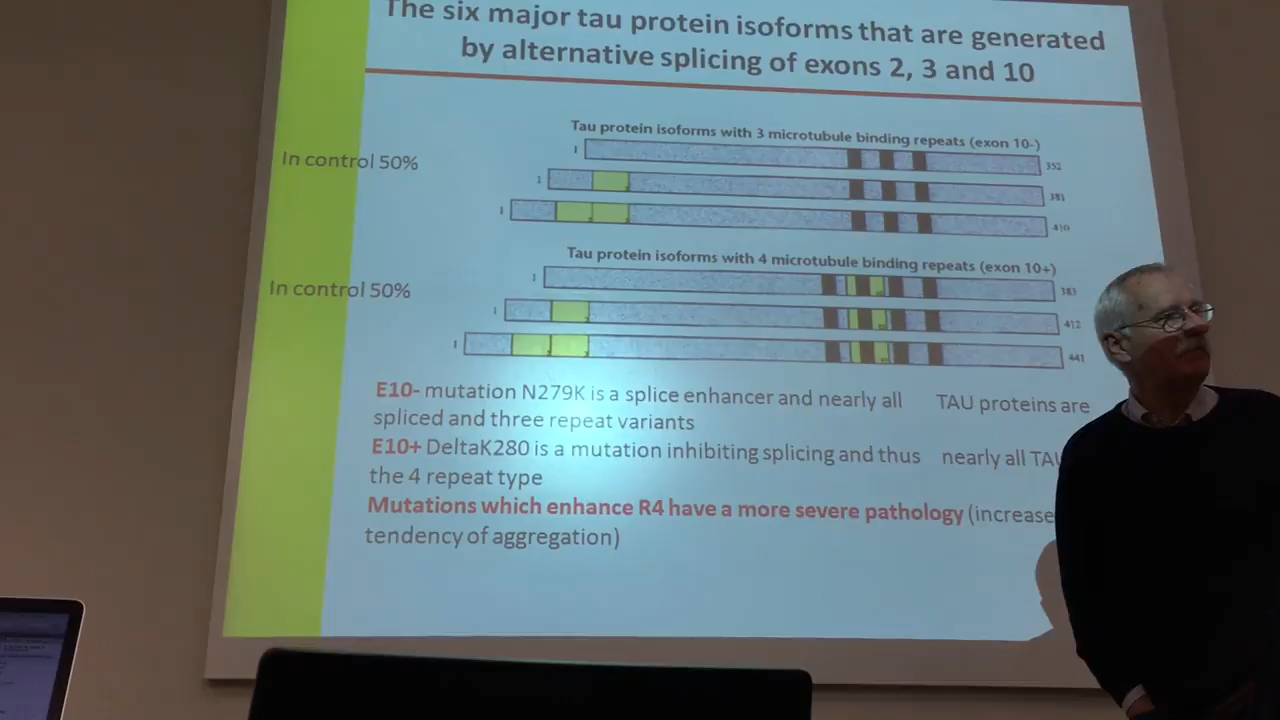 The six major tau protein isoforms that are generated
by alternative splicing of exons 2, 3 and 10
Tau protein isoforms with 3 microtubule binding repeats (exon 10-)
In control 50%
1 352
1 381
1 410
Tau protein isoforms with 4 microtubule binding repeats (exon 10+)
In control 50%
1 383
1 412
1 441
E10- mutation N279K is a splice enhancer and nearly all TAU proteins are
spliced and three repeat variants
E10+ DeltaK280 is a mutation inhibiting splicing and thus nearly all TAU
the 4 repeat type
Mutations which enhance R4 have a more severe pathology (increase
tendency of aggregation)